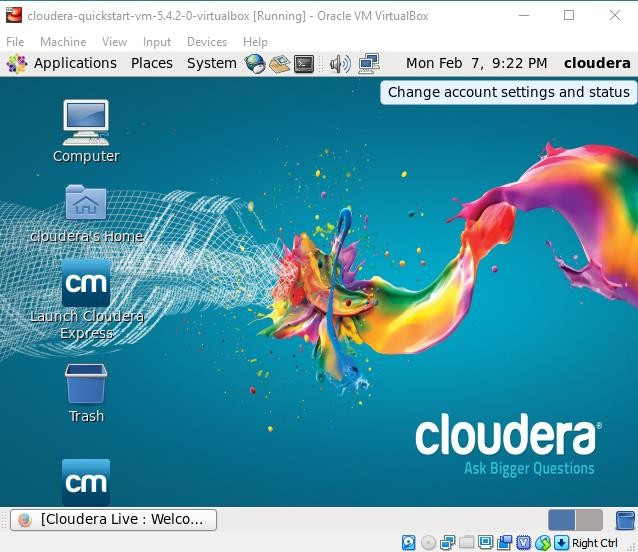 cloudera-quickstart-vm-5.4.2-0-virtualbox [Running] - Oracle VM VirtualBox
File Machine View Input Devices Help
Applications Places System Mon Feb 7, 9:22 PM cloudera
Change account settings and status
Computer
cloudera's Home
cm
Launch Cloudera
Express
Trash
cloudera®
Ask Bigger Questions
cm
[Cloudera Live : Welco...
Right Ctrl